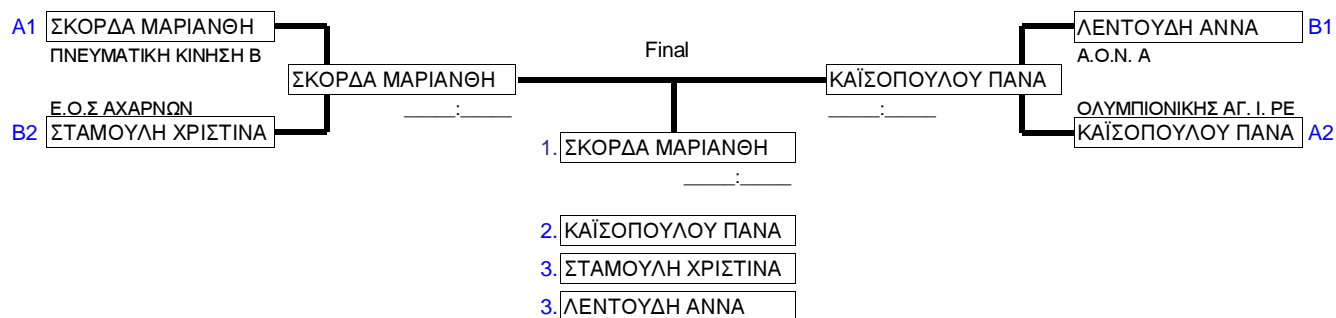 A1 ΣΚΟΡΔΑ ΜΑΡΙΑΝΘΗ
ΠΝΕΥΜΑΤΙΚΗ ΚΙΝΗΣΗ Β
Ε.Ο.Σ ΑΧΑΡΝΩΝ
B2 ΣΤΑΜΟΥΛΗ ΧΡΙΣΤΙΝΑ
ΣΚΟΡΔΑ ΜΑΡΙΑΝΘΗ
_____:_____
Final
ΚΑΪΣΟΠΟΥΛΟΥ ΠΑΝΑ
_____:_____
ΛΕΝΤΟΥΔΗ ΑΝΝΑ B1
Α.Ο.Ν. Α
ΟΛΥΜΠΙΟΝΙΚΗΣ ΑΓ. Ι. ΡΕ
ΚΑΪΣΟΠΟΥΛΟΥ ΠΑΝΑ A2
1. ΣΚΟΡΔΑ ΜΑΡΙΑΝΘΗ
_____:_____
2. ΚΑΪΣΟΠΟΥΛΟΥ ΠΑΝΑ
3. ΣΤΑΜΟΥΛΗ ΧΡΙΣΤΙΝΑ
3. ΛΕΝΤΟΥΔΗ ΑΝΝΑ